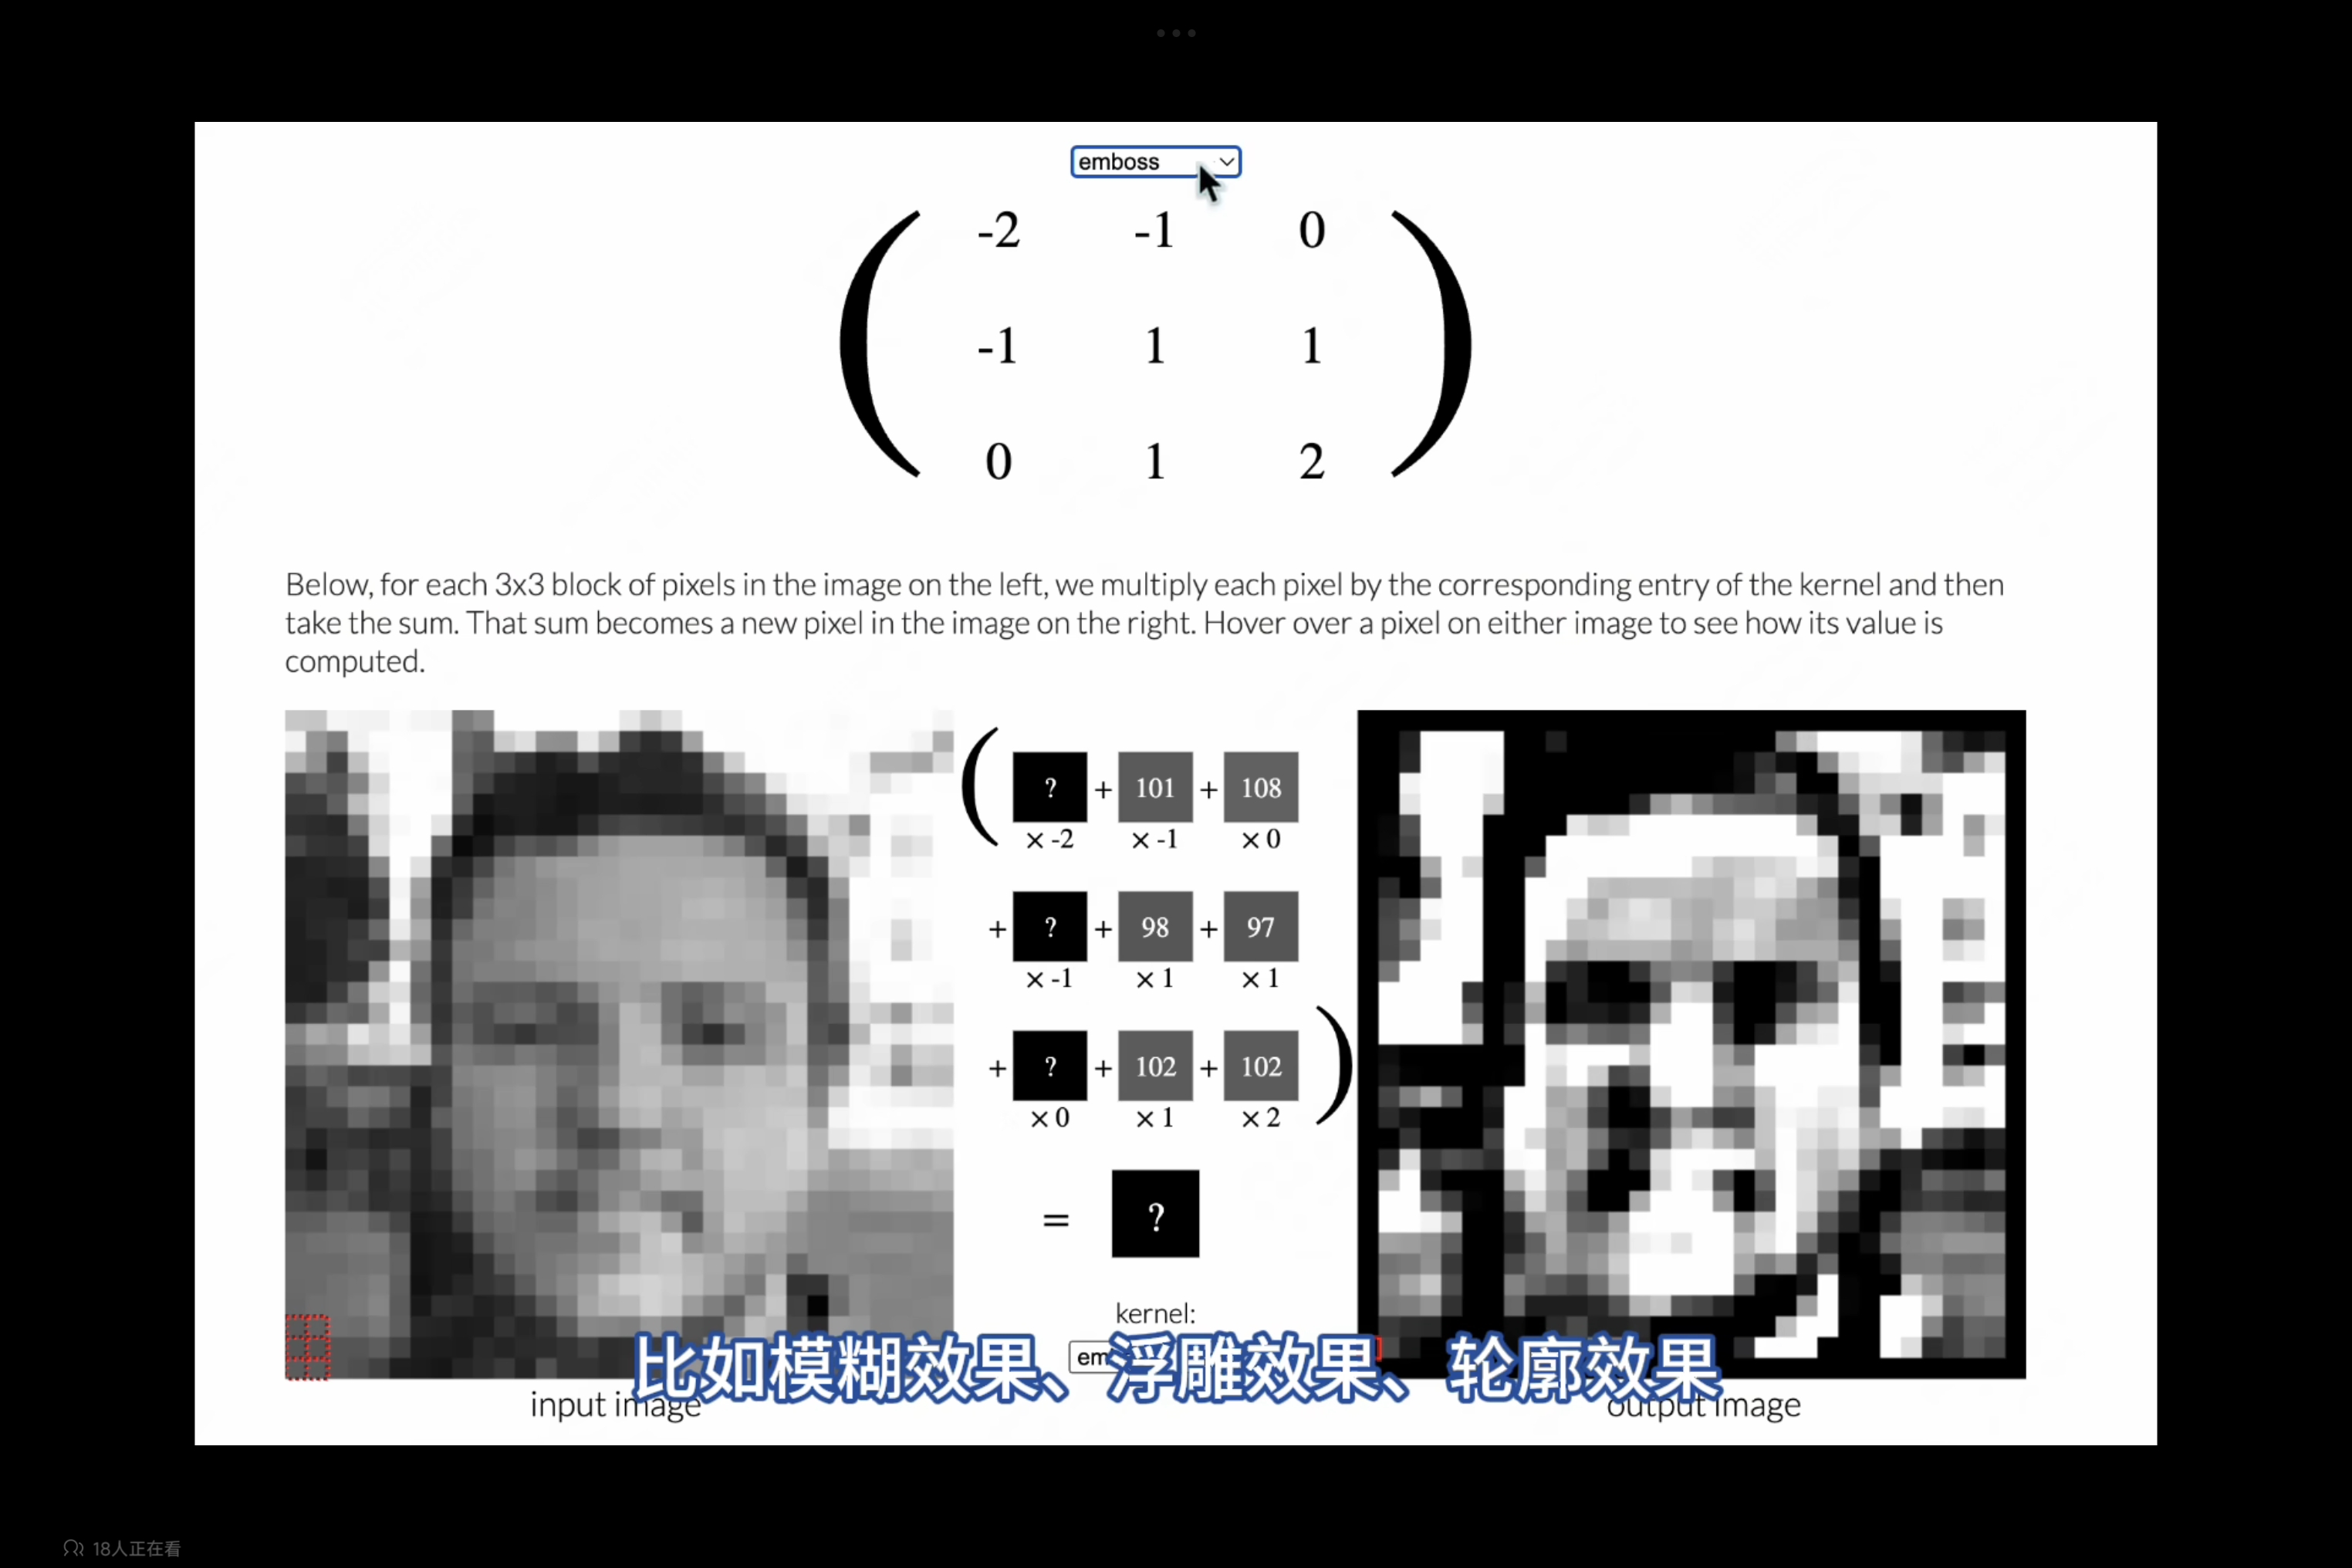 emboss
-2 -1 0
-1 1 1
0 1 2
Below, for each 3x3 block of pixels in the image on the left, we multiply each pixel by the corresponding entry of the kernel and then
take the sum. That sum becomes a new pixel in the image on the right. Hover over a pixel on either image to see how its value is
computed.
( ? + 101 + 108
× -2 × -1 × 0
+ ? + 98 + 97
× -1 × 1 × 1
+ ? + 102 + 102 )
× 0 × 1 × 2
= ?
kernel:
em
比如模糊效果、浮雕效果、轮廓效果
input image
output image
18人正在看